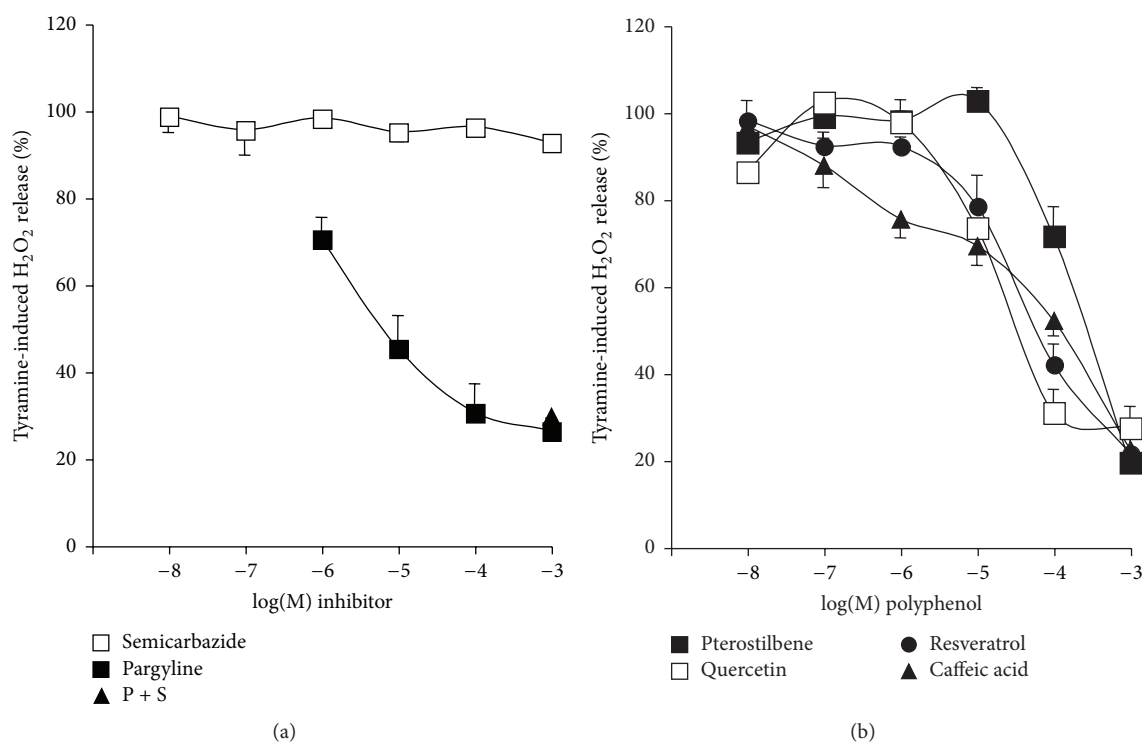 120
100
80
60
40
20
0
Tyramine-induced H₂O₂ release (%)
−8 −7 −6 −5 −4 −3
log(M) inhibitor
Semicarbazide
Pargyline
P + S
(a)
120
100
80
60
40
20
0
Tyramine-induced H₂O₂ release (%)
−8 −7 −6 −5 −4 −3
log(M) polyphenol
Pterostilbene Resveratrol
Quercetin Caffeic acid
(b)